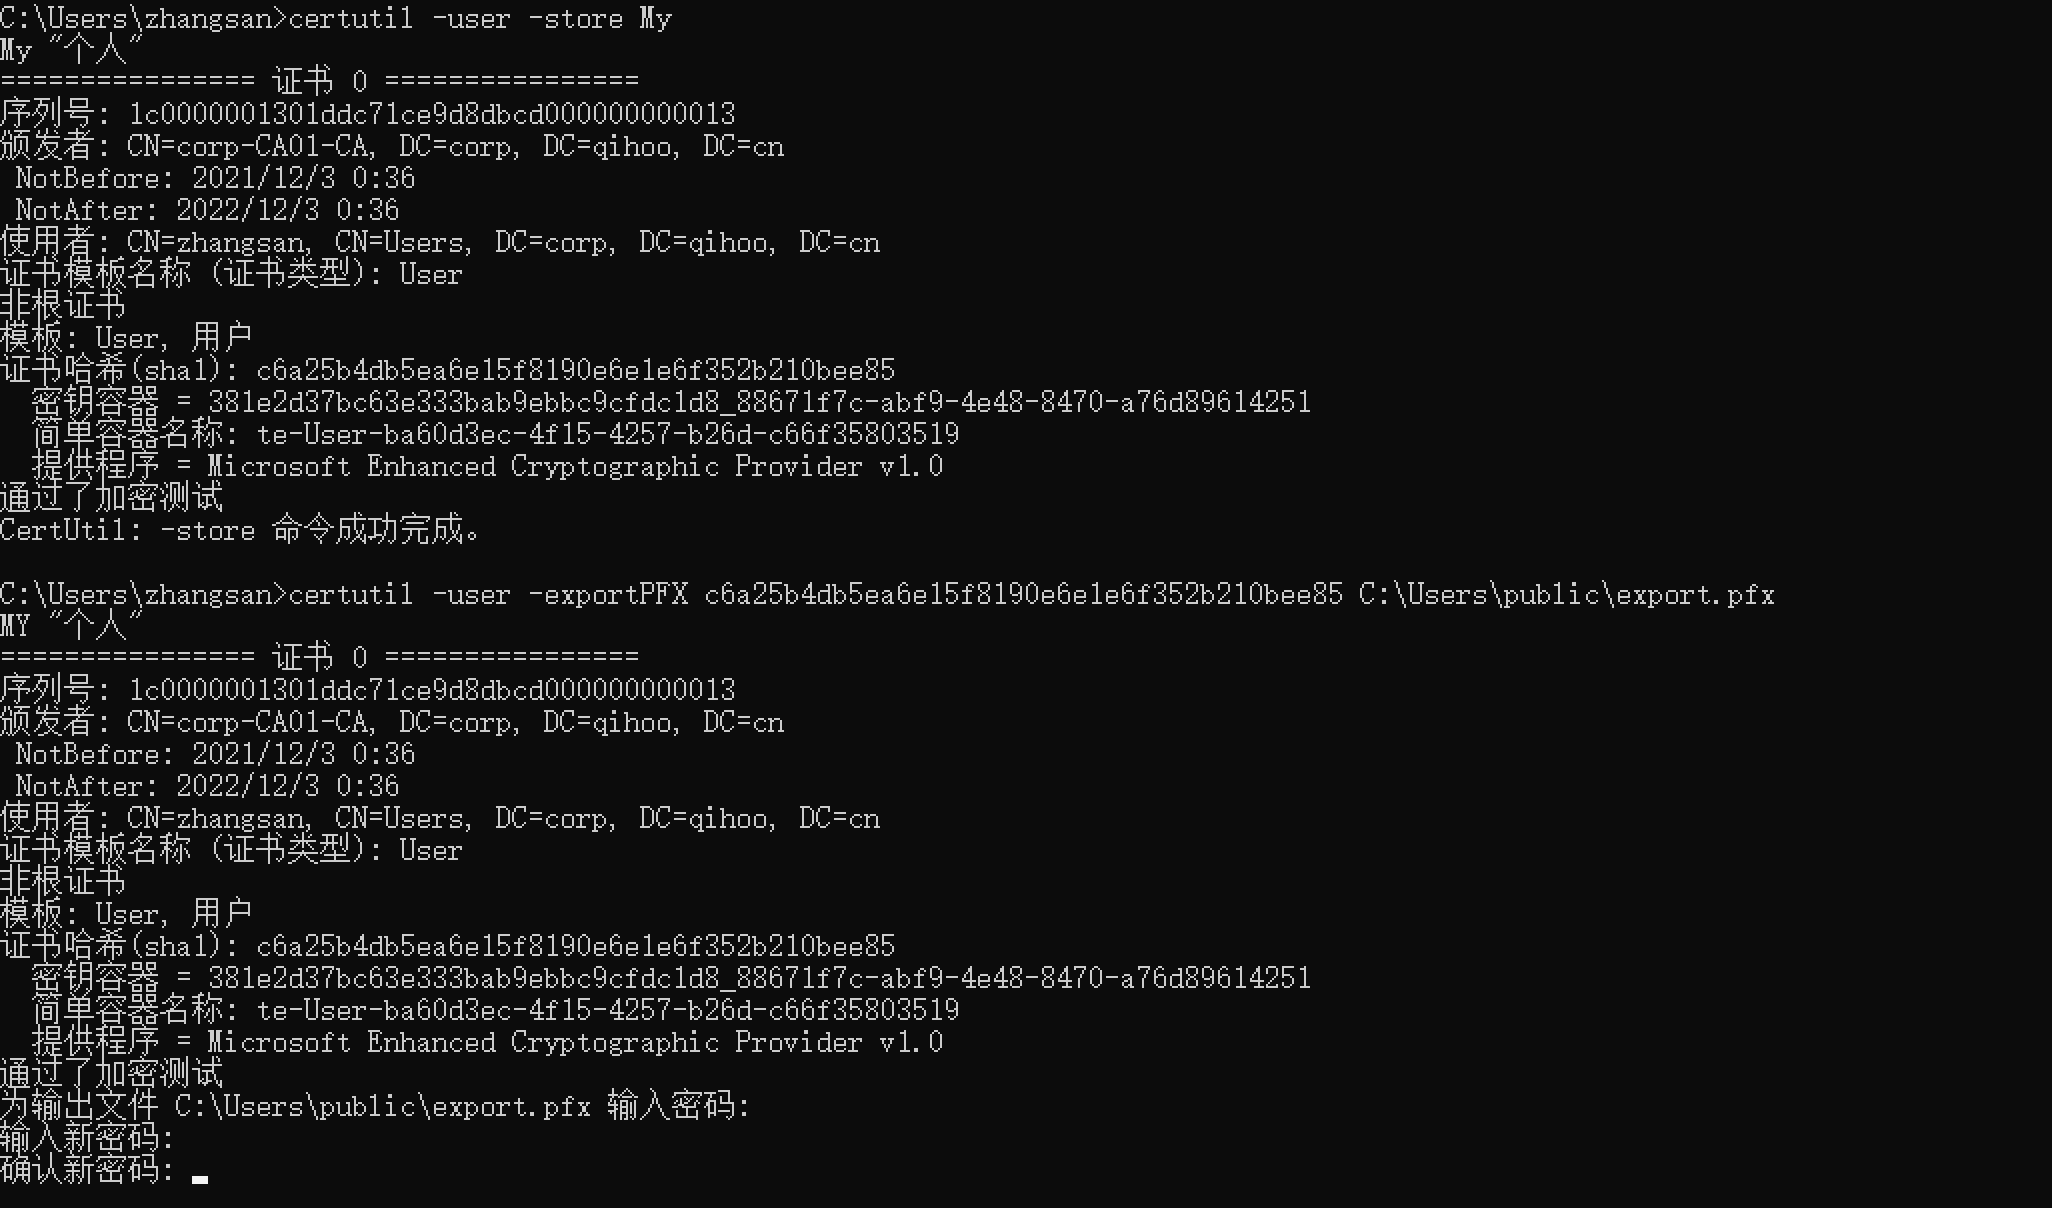 C:\Users\zhangsan>certutil -user -store My
My "个人"
================ 证书 0 ================
序列号: 1c0000001301ddc71ce9d8dbcd000000000013
颁发者: CN=corp-CA01-CA, DC=corp, DC=qihoo, DC=cn
 NotBefore: 2021/12/3 0:36
 NotAfter: 2022/12/3 0:36
使用者: CN=zhangsan, CN=Users, DC=corp, DC=qihoo, DC=cn
证书模板名称 (证书类型): User
非根证书
模板: User, 用户
证书哈希(sha1): c6a25b4db5ea6e15f8190e6e1e6f352b210bee85
  密钥容器 = 381e2d37bc63e333bab9ebbc9cfdc1d8_88671f7c-abf9-4e48-8470-a76d89614251
  简单容器名称: te-User-ba60d3ec-4f15-4257-b26d-c66f35803519
  提供程序 = Microsoft Enhanced Cryptographic Provider v1.0
通过了加密测试
CertUtil: -store 命令成功完成。
C:\Users\zhangsan>certutil -user -exportPFX c6a25b4db5ea6e15f8190e6e1e6f352b210bee85 C:\Users\public\export.pfx
MY "个人"
================ 证书 0 ================
序列号: 1c0000001301ddc71ce9d8dbcd000000000013
颁发者: CN=corp-CA01-CA, DC=corp, DC=qihoo, DC=cn
 NotBefore: 2021/12/3 0:36
 NotAfter: 2022/12/3 0:36
使用者: CN=zhangsan, CN=Users, DC=corp, DC=qihoo, DC=cn
证书模板名称 (证书类型): User
非根证书
模板: User, 用户
证书哈希(sha1): c6a25b4db5ea6e15f8190e6e1e6f352b210bee85
  密钥容器 = 381e2d37bc63e333bab9ebbc9cfdc1d8_88671f7c-abf9-4e48-8470-a76d89614251
  简单容器名称: te-User-ba60d3ec-4f15-4257-b26d-c66f35803519
  提供程序 = Microsoft Enhanced Cryptographic Provider v1.0
通过了加密测试
为输出文件 C:\Users\public\export.pfx 输入密码:
输入新密码:
确认新密码: